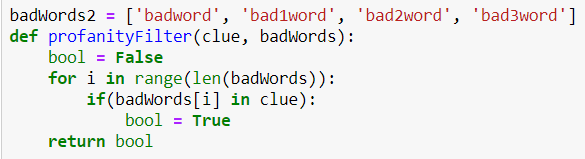 badWords2 = ['badword', 'bad1word', 'bad2word', 'bad3word']
def profanityFilter(clue, badWords):
    bool = False
    for i in range(len(badWords)):
        if(badWords[i] in clue):
            bool = True
    return bool